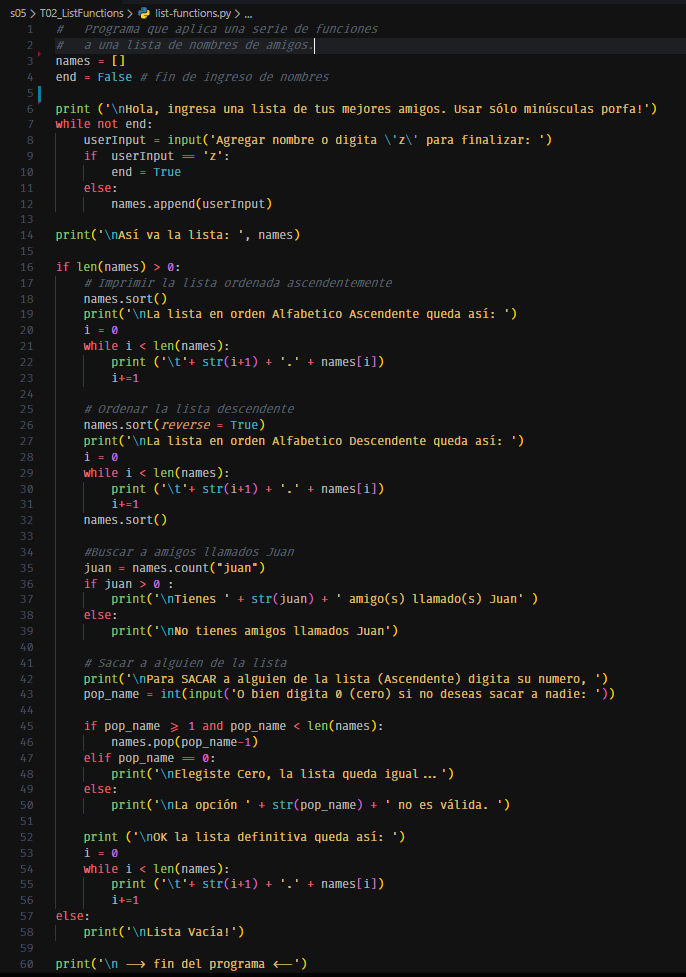 s05 > T02_ListFunctions > list-functions.py > ...
1 #   Programa que aplica una serie de funciones
2 #   a una lista de nombres de amigos.
3 names = []
4 end = False # fin de ingreso de nombres
5
6 print ('\nHola, ingresa una lista de tus mejores amigos. Usar sólo minúsculas porfa!')
7 while not end:
8     userInput = input('Agregar nombre o digita \'z\' para finalizar: ')
9     if  userInput == 'z':
10         end = True
11     else:
12         names.append(userInput)
13
14 print('\nAsí va la lista: ', names)
15
16 if len(names) > 0:
17     # Imprimir la lista ordenada ascendentemente
18     names.sort()
19     print('\nLa lista en orden Alfabetico Ascendente queda así: ')
20     i = 0
21     while i < len(names):
22         print ('\t'+ str(i+1) + '.' + names[i])
23         i+=1
24
25     # Ordenar la lista descendente
26     names.sort(reverse = True)
27     print('\nLa lista en orden Alfabetico Descendente queda así: ')
28     i = 0
29     while i < len(names):
30         print ('\t'+ str(i+1) + '.' + names[i])
31         i+=1
32     names.sort()
33
34     #Buscar a amigos llamados Juan
35     juan = names.count("juan")
36     if juan > 0 :
37         print('\nTienes ' + str(juan) + ' amigo(s) llamado(s) Juan' )
38     else:
39         print('\nNo tienes amigos llamados Juan')
40
41     # Sacar a alguien de la lista
42     print('\nPara SACAR a alguien de la lista (Ascendente) digita su numero, ')
43     pop_name = int(input('O bien digita 0 (cero) si no deseas sacar a nadie: '))
44
45     if pop_name >= 1 and pop_name < len(names):
46         names.pop(pop_name-1)
47     elif pop_name == 0:
48         print('\nElegiste Cero, la lista queda igual...')
49     else:
50         print('\nLa opción ' + str(pop_name) + ' no es válida. ')
51
52     print ('\nOK la lista definitiva queda así: ')
53     i = 0
54     while i < len(names):
55         print ('\t'+ str(i+1) + '.' + names[i])
56         i+=1
57 else:
58     print('\nLista Vacía!')
59
60 print('\n --> fin del programa <--')